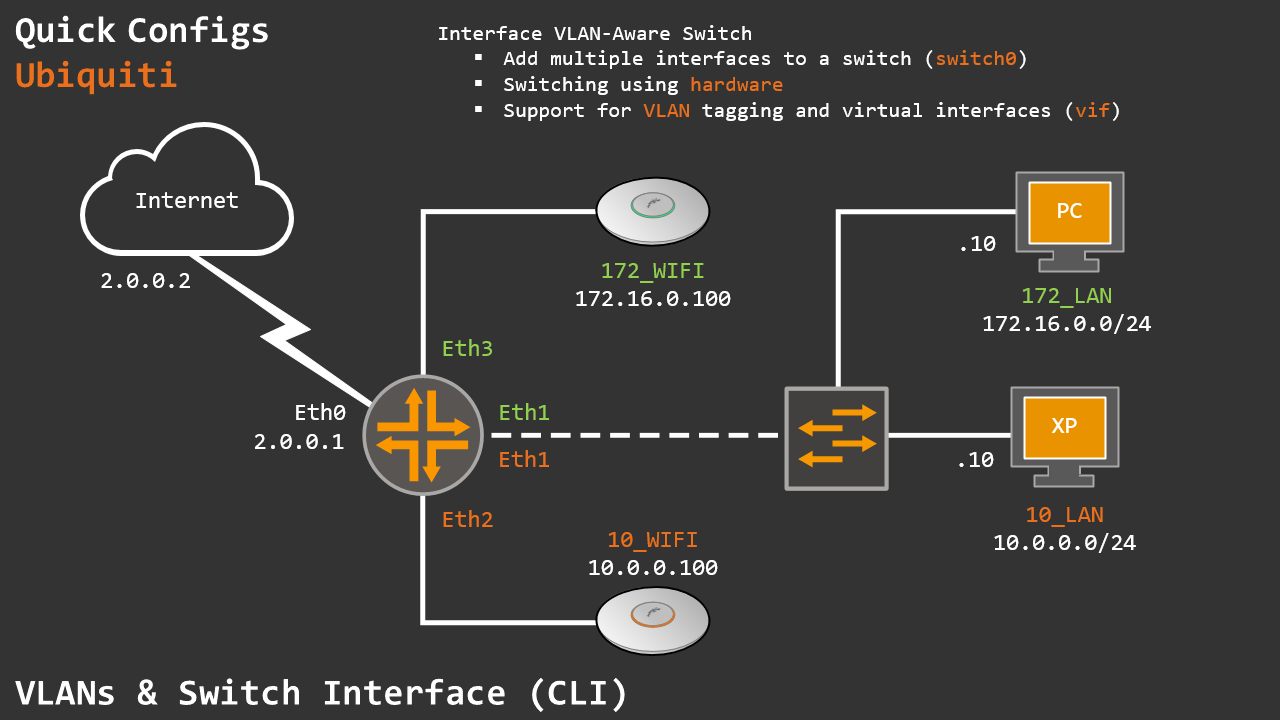 Quick Configs
Ubiquiti
Interface VLAN-Aware Switch
▪ Add multiple interfaces to a switch (switch0)
▪ Switching using hardware
▪ Support for VLAN tagging and virtual interfaces (vif)
Internet
2.0.0.2
172_WIFI
172.16.0.100
PC
.10
172_LAN
172.16.0.0/24
Eth3
Eth0
2.0.0.1
Eth1
Eth1
XP
.10
10_LAN
10.0.0.0/24
Eth2
10_WIFI
10.0.0.100
VLANs & Switch Interface (CLI)